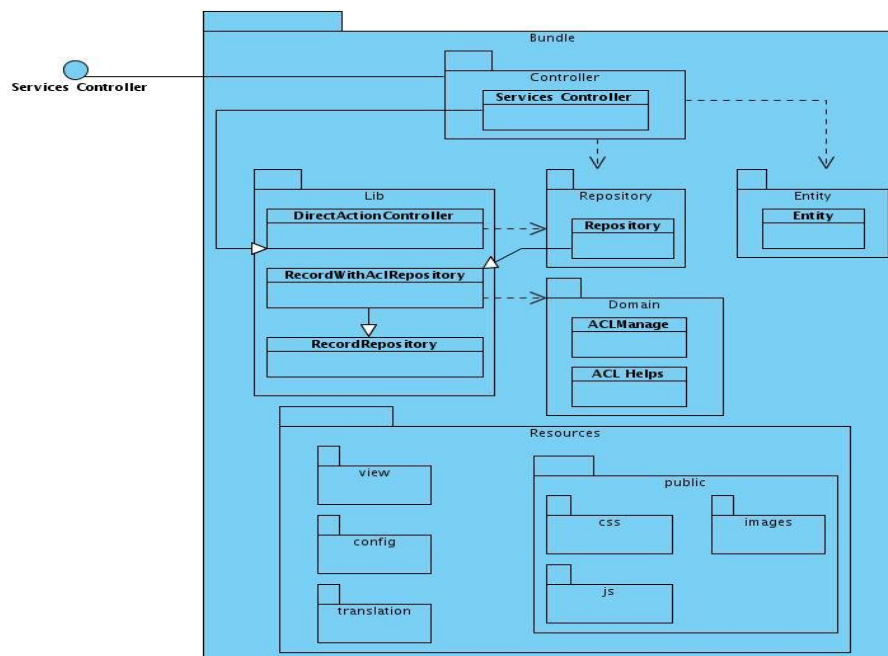 Bundle
Services Controller
Controller
Services Controller
Lib
DirectActionController
RecordWithAclRepository
RecordRepository
Repository
Repository
Entity
Entity
Domain
ACLManage
ACL Helps
Resources
view
config
translation
public
css
images
js